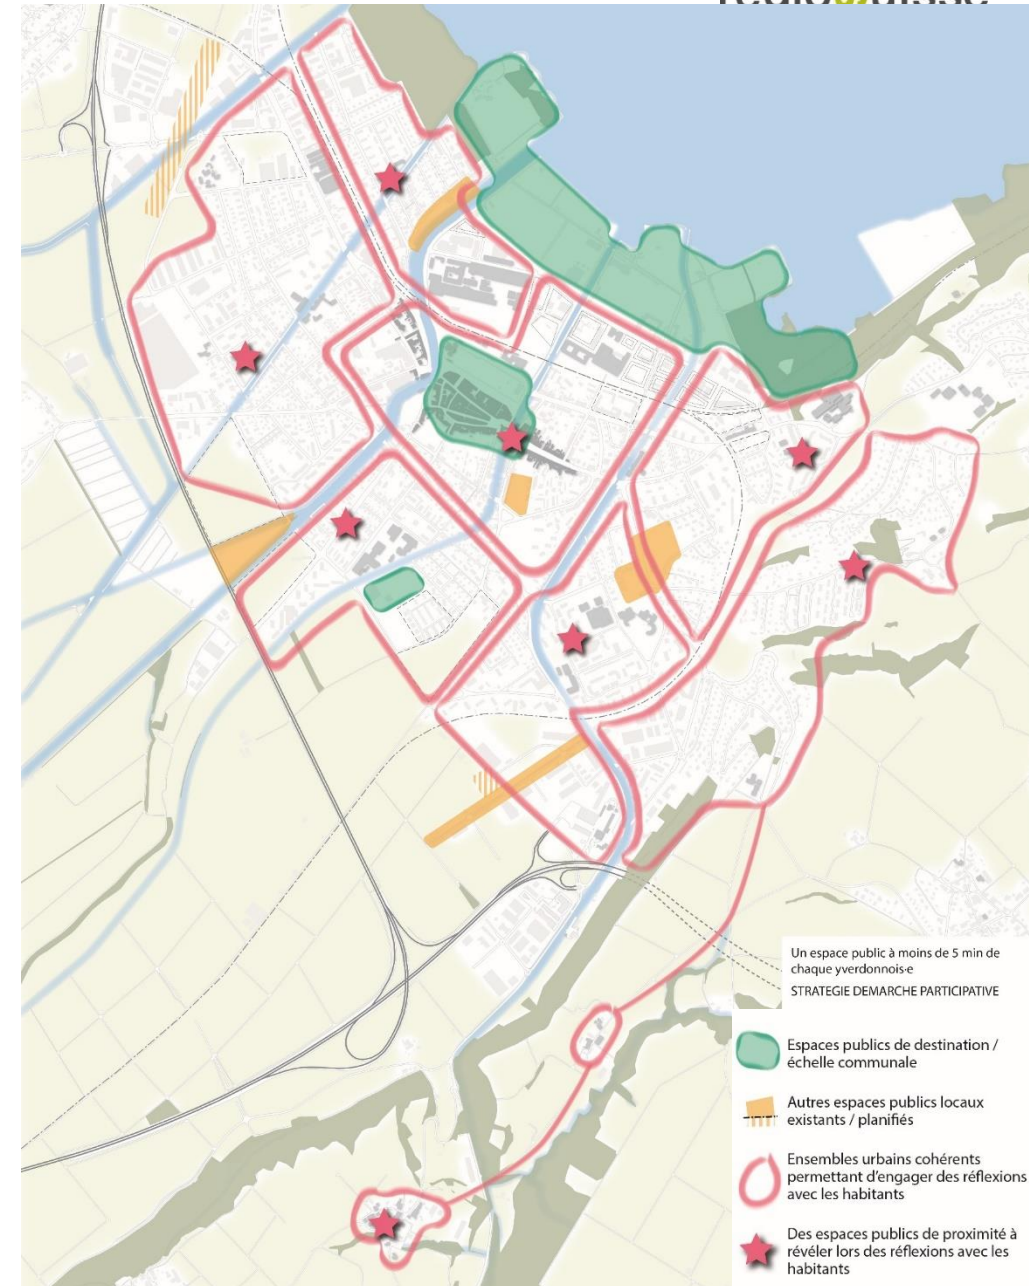 Un espace public à moins de 5 min de
chaque yverdonnois·e
STRATEGIE DEMARCHE PARTICIPATIVE
Espaces publics de destination /
échelle communale
Autres espaces publics locaux
existants / planifiés
Ensembles urbains cohérents
permettant d'engager des réflexions
avec les habitants
Des espaces publics de proximité à
révéler lors des réflexions avec les
habitants